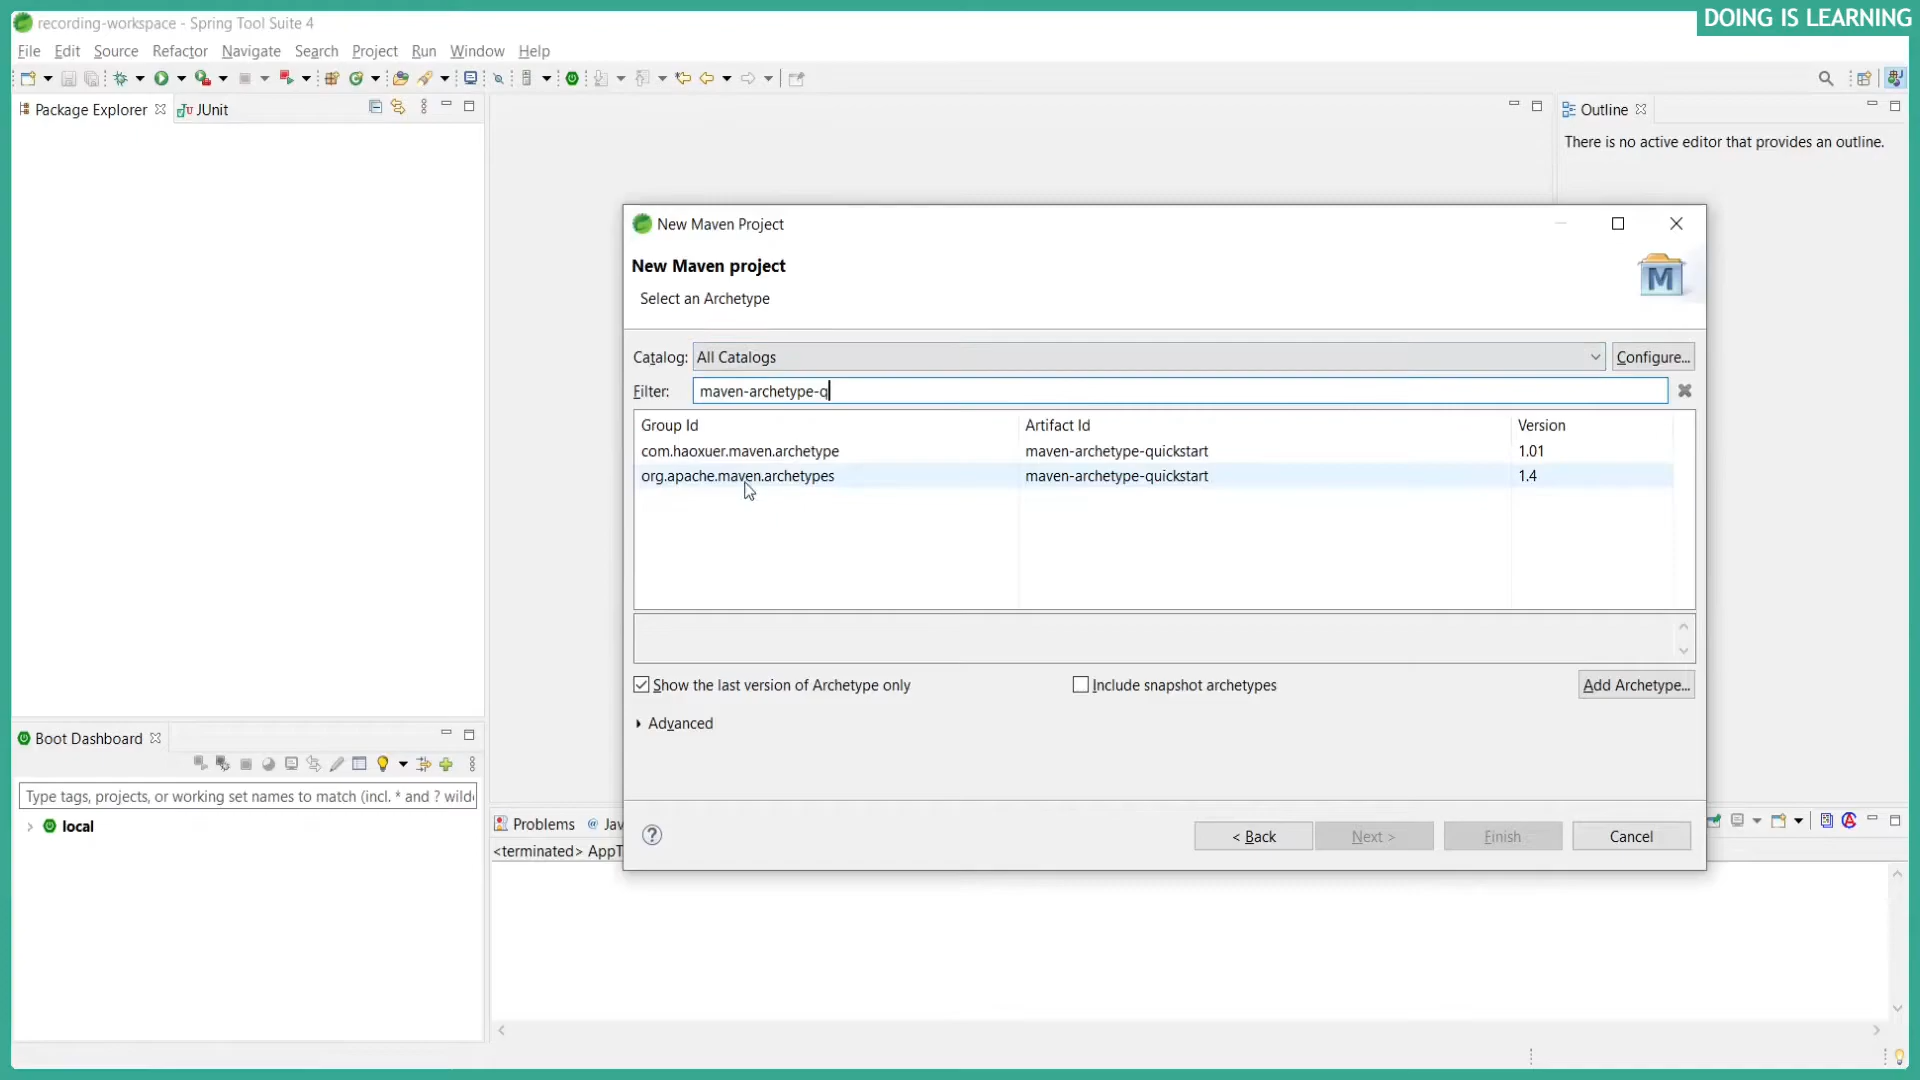 recording-workspace - Spring Tool Suite 4
DOING IS LEARNING
File Edit Source Refactor Navigate Search Project Run Window Help
Package Explorer JUnit
Outline
There is no active editor that provides an outline.
New Maven Project
New Maven project
Select an Archetype
M
Catalog: All Catalogs Configure...
Filter: maven-archetype-q
Group Id Artifact Id Version
com.haoxuer.maven.archetype maven-archetype-quickstart 1.01
org.apache.maven.archetypes maven-archetype-quickstart 1.4
Show the last version of Archetype only Include snapshot archetypes Add Archetype...
Advanced
< Back Next > Finish Cancel
Boot Dashboard
Type tags, projects, or working set names to match (incl. * and ? wild
local
Problems @ Jav
<terminated> AppT